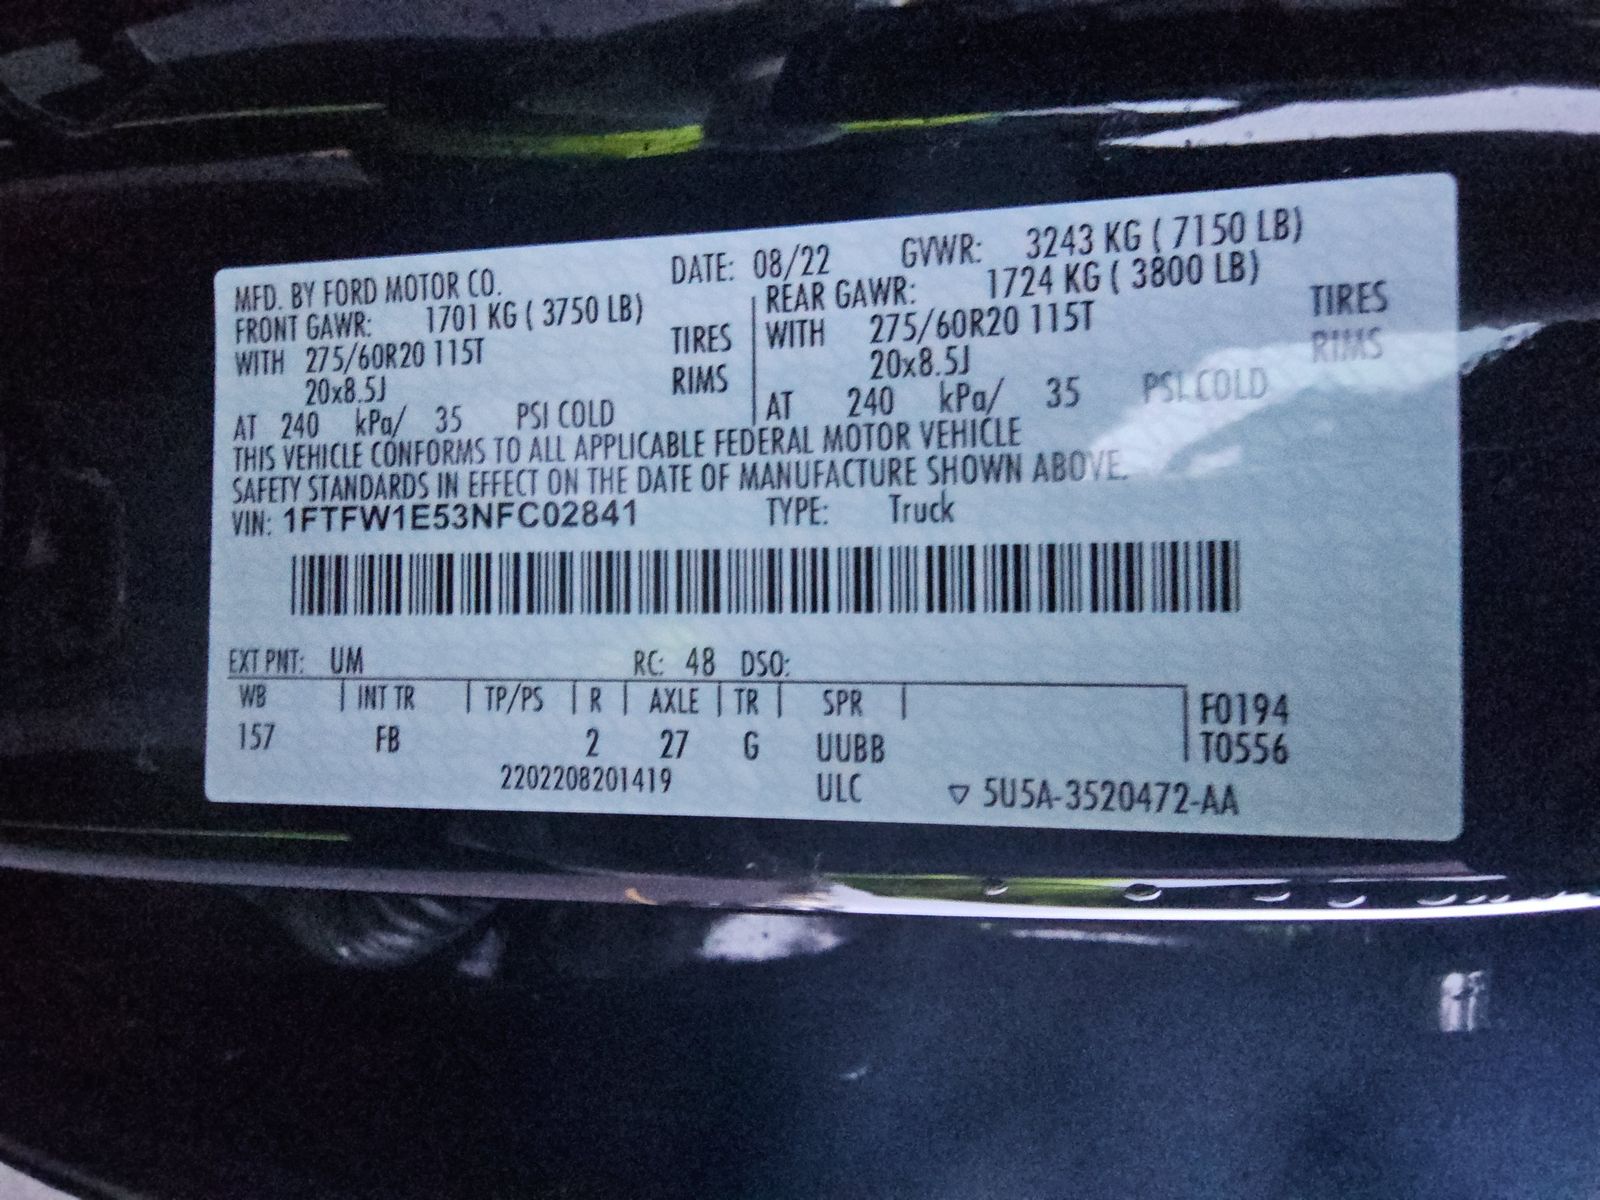 MFD. BY FORD MOTOR CO. DATE: 08/22 GVWR: 3243 KG ( 7150 LB)
FRONT GAWR: 1701 KG ( 3750 LB) REAR GAWR: 1724 KG ( 3800 LB)
WITH 275/60R20 115T TIRES WITH 275/60R20 115T TIRES
20x8.5J RIMS 20x8.5J RIMS
AT 240 kPa/ 35 PSI COLD AT 240 kPa/ 35 PSI COLD
THIS VEHICLE CONFORMS TO ALL APPLICABLE FEDERAL MOTOR VEHICLE
SAFETY STANDARDS IN EFFECT ON THE DATE OF MANUFACTURE SHOWN ABOVE.
VIN: 1FTFW1E53NFC02841 TYPE: Truck
EXT PNT: UM RC: 48 DSO:
WB INT TR TP/PS R AXLE TR SPR F0194
157 FB 2 27 G UUBB T0556
2202208201419 ULC ▽ 5U5A-3520472-AA